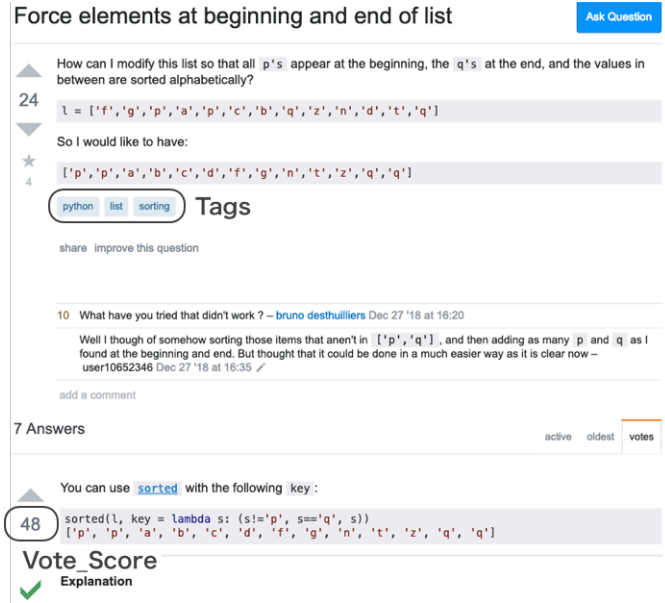 Force elements at beginning and end of list
Ask Question
How can I modify this list so that all p's appear at the beginning, the q's at the end, and the values in
between are sorted alphabetically?
24
l = ['f','g','p','a','p','c','b','q','z','n','d','t','q']
So I would like to have:
4
['p','p','a','b','c','d','f','g','n','t','z','q','q']
python list sorting Tags
share improve this question
10 What have you tried that didn't work ? – bruno desthuilliers Dec 27 '18 at 16:20
Well I though of somehow sorting those items that anen't in ['p','q'] , and then adding as many p and q as I
found at the beginning and end. But thought that it could be done in a much easier way as it is clear now –
user10652346 Dec 27 '18 at 16:35
add a comment
7 Answers
active oldest votes
You can use sorted with the following key :
48
sorted(l, key = lambda s: (s!='p', s=='q', s))
['p', 'p', 'a', 'b', 'c', 'd', 'f', 'g', 'n', 't', 'z', 'q', 'q']
Vote_Score
Explanation